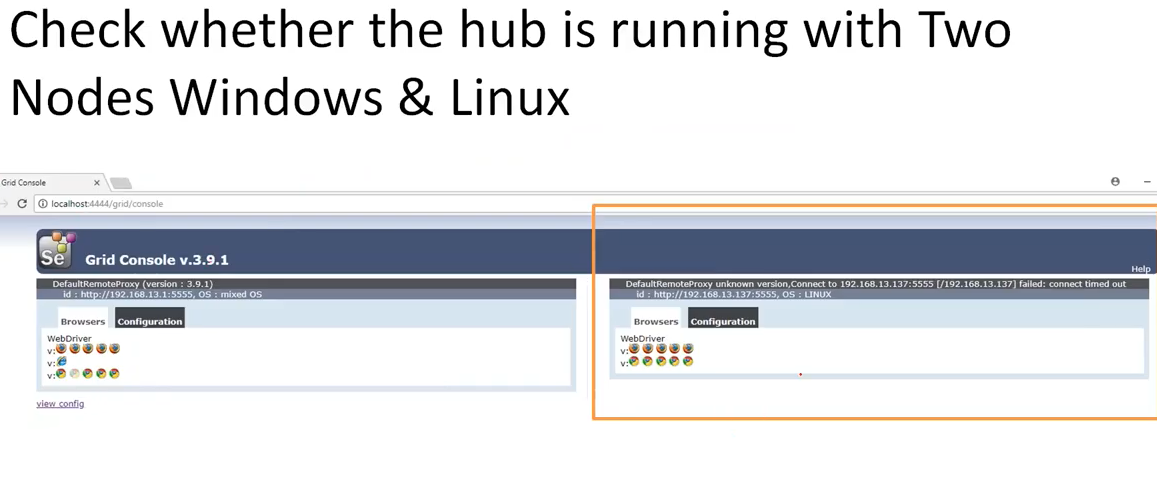 Check whether the hub is running with Two
Nodes Windows & Linux
Grid Console
localhost:4444/grid/console
Se
Grid Console v.3.9.1
Help
DefaultRemoteProxy (version : 3.9.1)
id : http://192.168.13.1:5555, OS : mixed OS
Browsers Configuration
WebDriver
v:
v:
v:
view config
DefaultRemoteProxy unknown version,Connect to 192.168.13.137:5555 [/192.168.13.137] failed: connect timed out
id : http://192.168.13.137:5555, OS : LINUX
Browsers Configuration
WebDriver
v:
v: